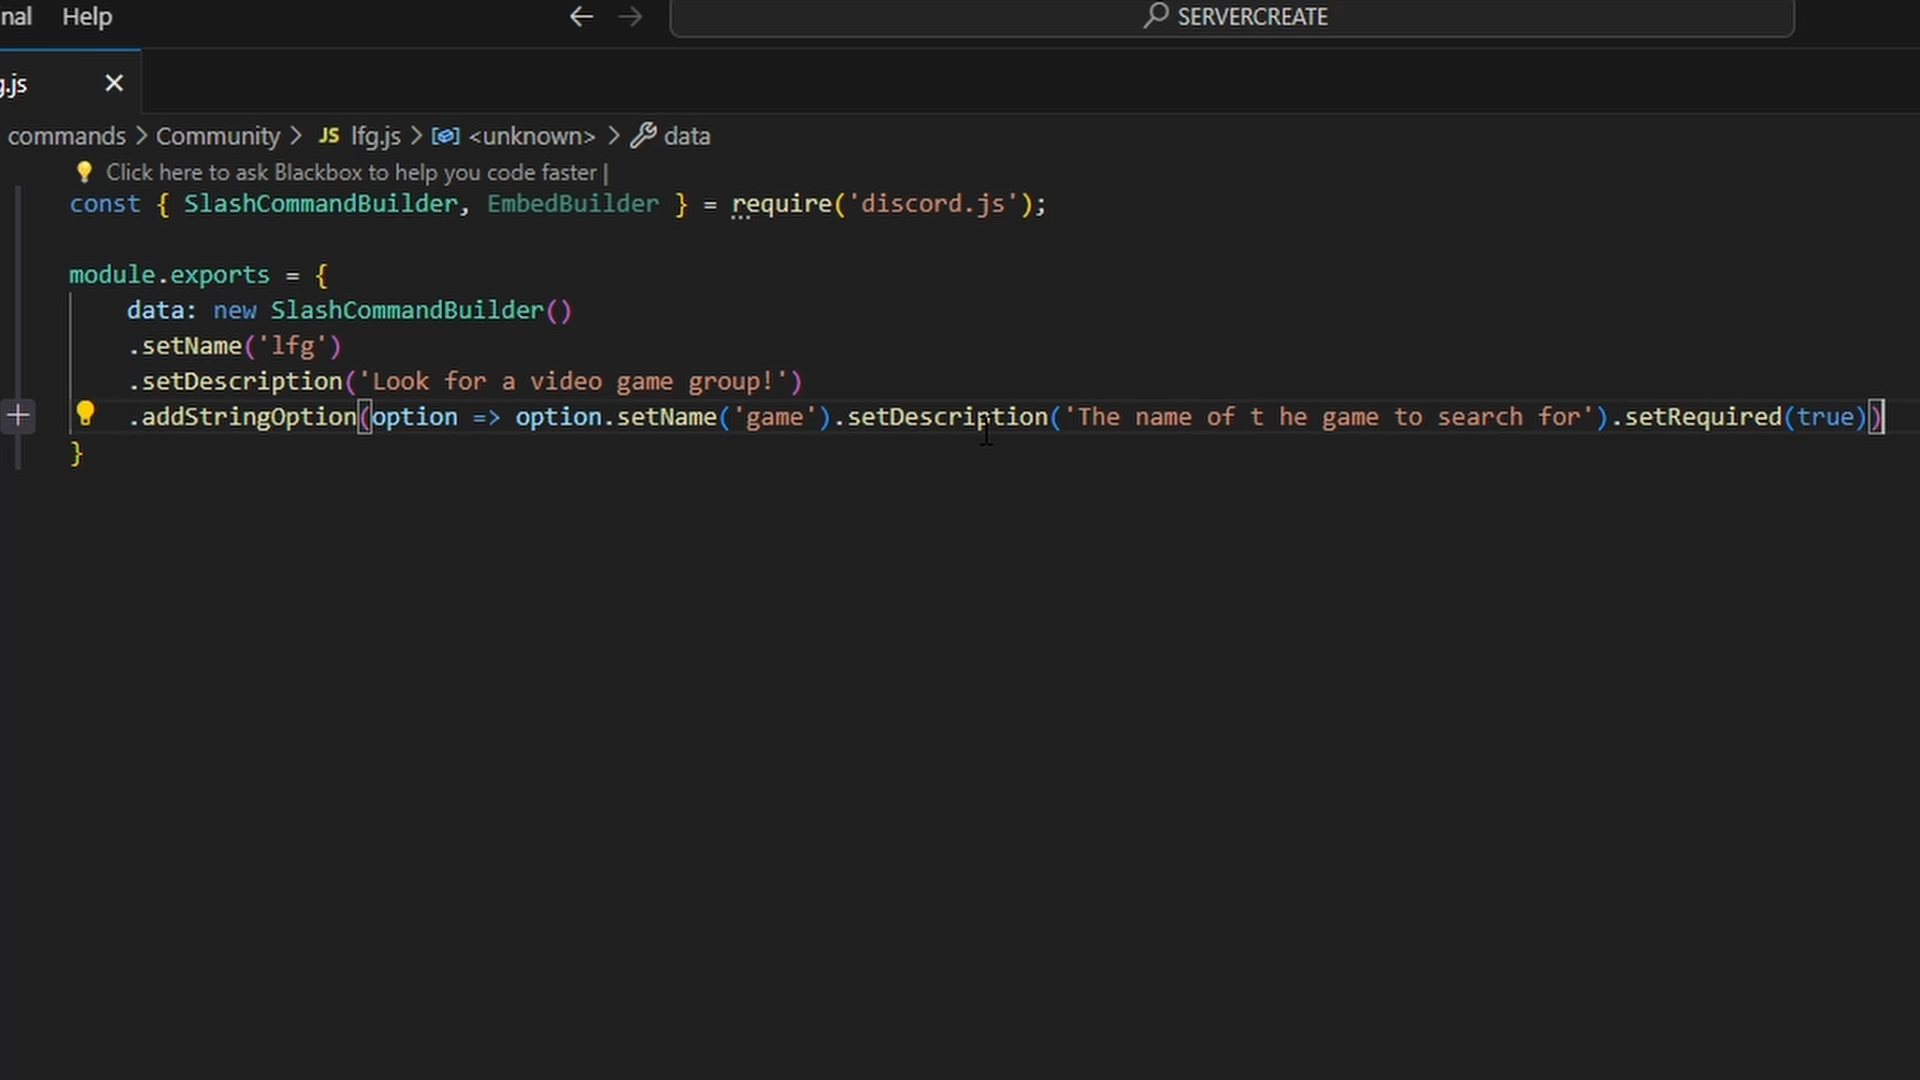 nal Help SERVERCREATE
g.js
commands > Community > JS lfg.js > <unknown> > data
Click here to ask Blackbox to help you code faster |
const { SlashCommandBuilder, EmbedBuilder } = require('discord.js');
module.exports = {
data: new SlashCommandBuilder()
.setName('lfg')
.setDescription('Look for a video game group!')
.addStringOption(option => option.setName('game').setDescription('The name of t he game to search for').setRequired(true))
}